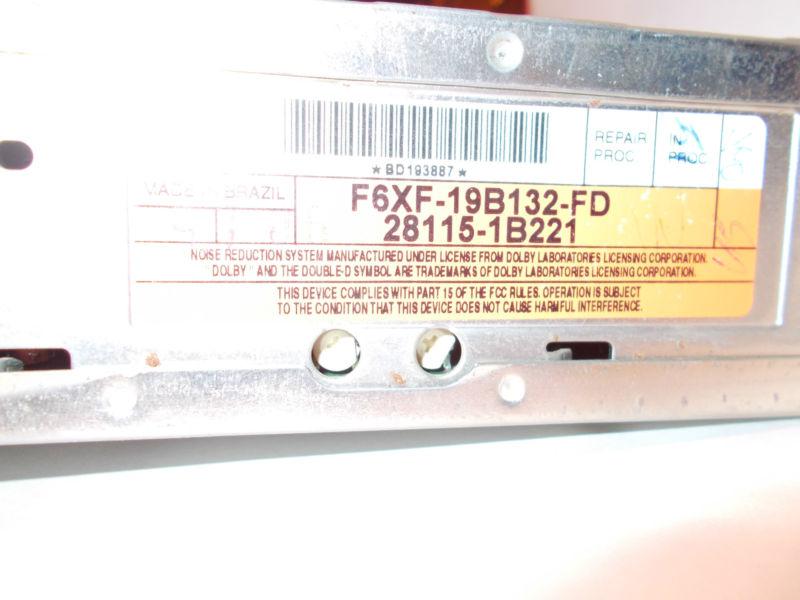 REPAIR
PROC
IN
PROC
*BD193887*
MADE IN BRAZIL
F6XF-19B132-FD
28115-1B221
NOISE REDUCTION SYSTEM MANUFACTURED UNDER LICENSE FROM DOLBY LABORATORIES LICENSING CORPORATION.
"DOLBY" AND THE DOUBLE-D SYMBOL ARE TRADEMARKS OF DOLBY LABORATORIES LICENSING CORPORATION.
THIS DEVICE COMPLIES WITH PART 15 OF THE FCC RULES. OPERATION IS SUBJECT
TO THE CONDITION THAT THIS DEVICE DOES NOT CAUSE HARMFUL INTERFERENCE.